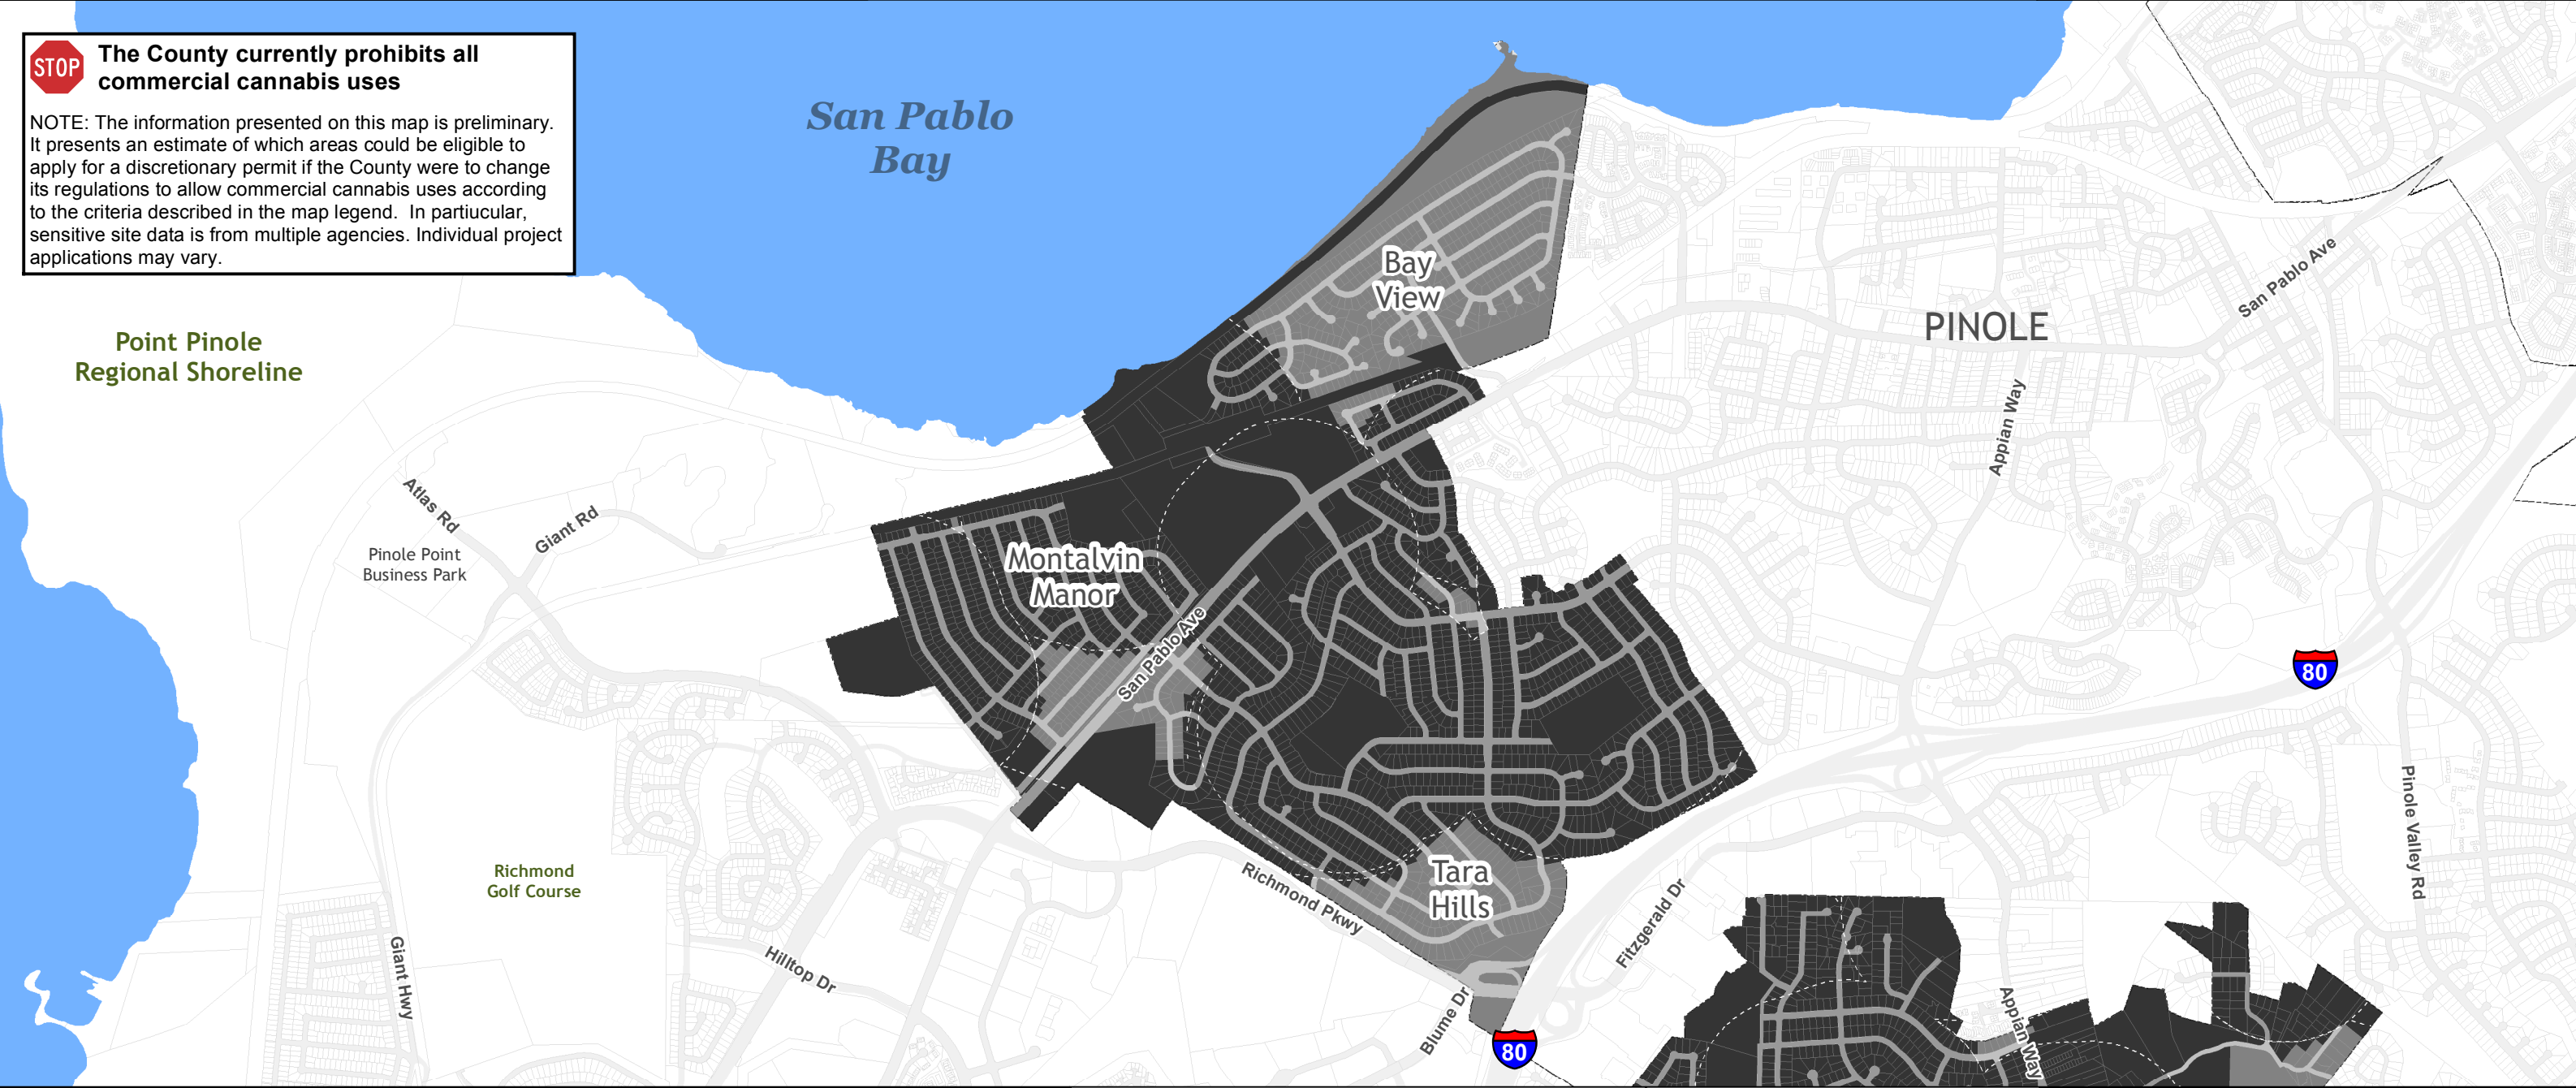 STOP
The County currently prohibits all
commercial cannabis uses
NOTE: The information presented on this map is preliminary.
It presents an estimate of which areas could be eligible to
apply for a discretionary permit if the County were to change
its regulations to allow commercial cannabis uses according
to the criteria described in the map legend.  In partiucular,
sensitive site data is from multiple agencies. Individual project
applications may vary.
San Pablo
Bay
Bay
View
PINOLE
San Pablo Ave
Point Pinole
Regional Shoreline
Appian Way
Atlas Rd
Giant Rd
Pinole Point
Business Park
Montalvin
Manor
San Pablo Ave
80
Pinole Valley Rd
Richmond
Golf Course
Tara
Hills
Richmond Pkwy
Fitzgerald Dr
Giant Hwy
Hilltop Dr
Blume Dr
80
Appian Way